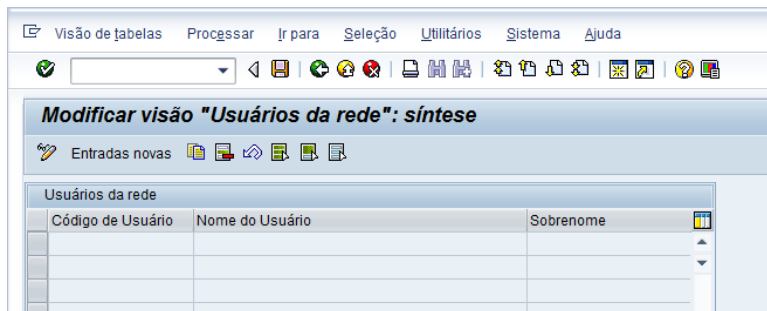 Visão de tabelas Processar Ir para Seleção Utilitários Sistema Ajuda
Modificar visão "Usuários da rede": síntese
Entradas novas
Usuários da rede
Código de Usuário Nome do Usuário Sobrenome